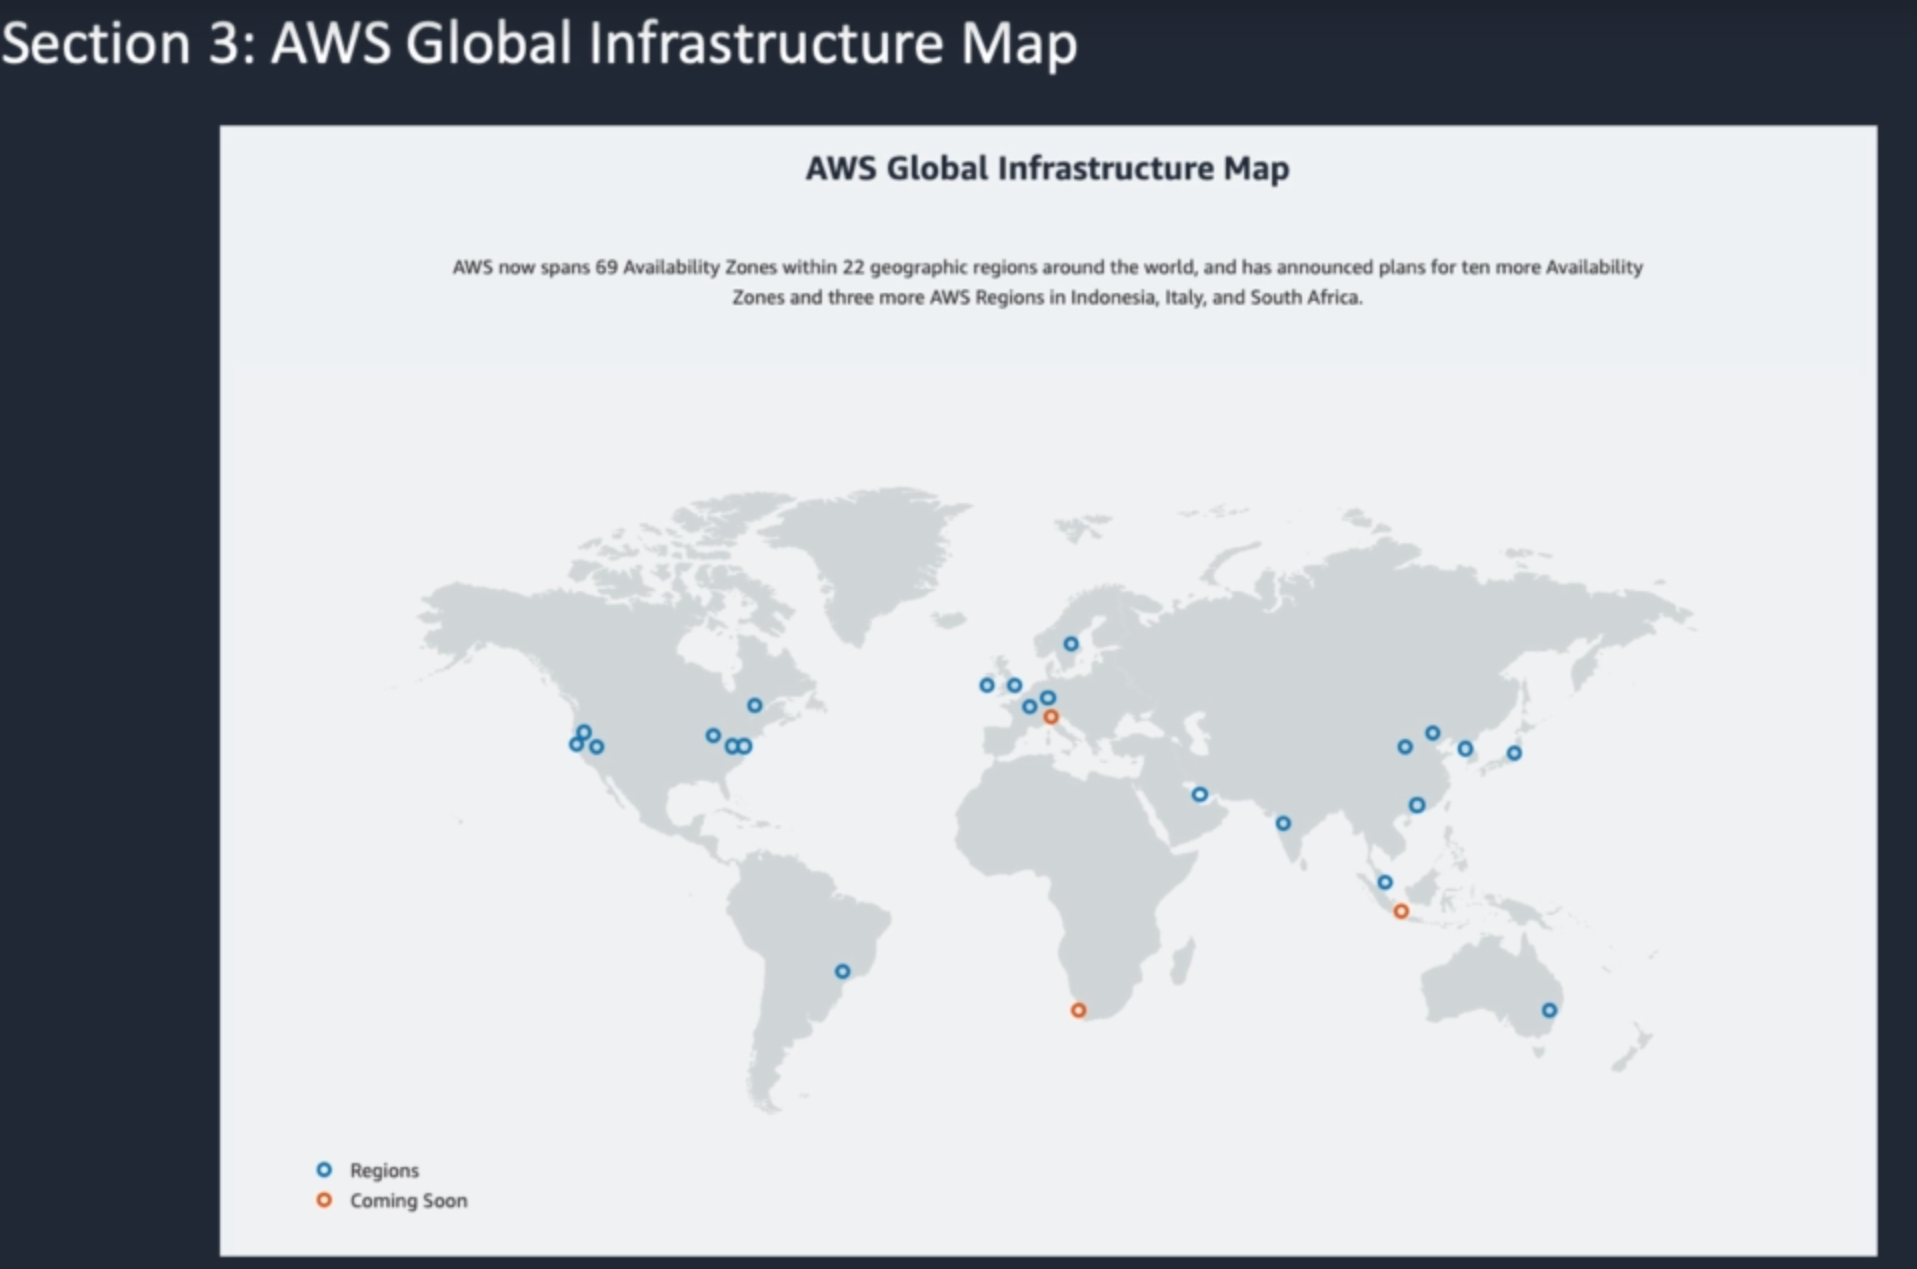 Section 3: AWS Global Infrastructure Map
AWS Global Infrastructure Map
AWS now spans 69 Availability Zones within 22 geographic regions around the world, and has announced plans for ten more Availability
Zones and three more AWS Regions in Indonesia, Italy, and South Africa.
Regions
Coming Soon